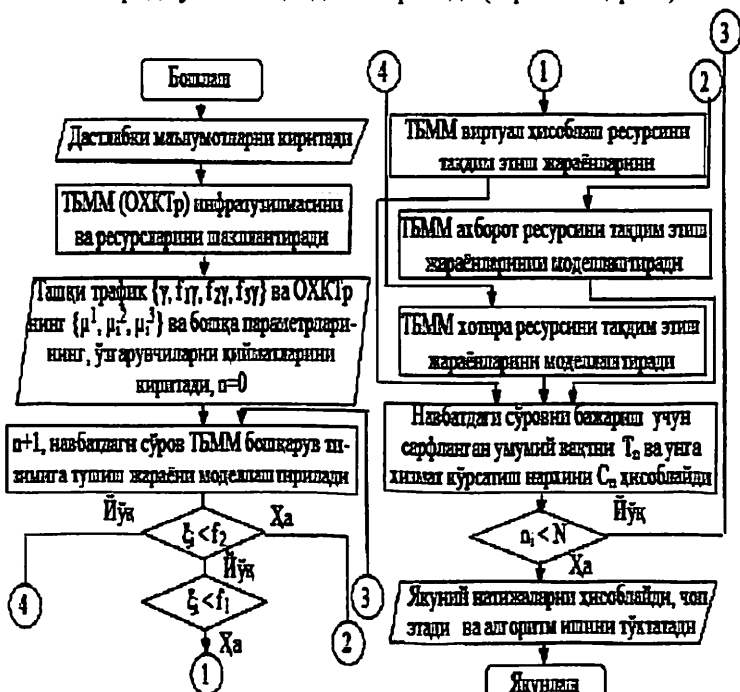 Бошлаш
Дастлабки маълумотларни киритади
ТБММ (ОХКТр) инфратузилмасини
ва ресурсларини шакллантиради
Ташқи трафик {γ, f₁γ, f₂γ, f₃γ} ва ОХКТр
нинг {μ¹, μᵢ², μᵢ³} ва бошқа параметрлари-
нинг, ўзгарувчиларни қийматларини
киритади, n=0
n+1, навбатдаги сўров ТБММ бошқарув ти-
зимига тушиш жараёни моделлаштирилади
Йўқ
ξᵢ<f₂
Ҳа
Йўқ
ξᵢ<f₁
4
3
2
Ҳа
1
3
4
1
2
ТБММ виртуал ҳисоблаш ресурсини
тақдим этиш жараёнларини
ТБММ ахборот ресурсини тақдим этиш
жараёнларинии моделлаштиради
ТБММ хотира ресурсини тақдим этиш
жараёнларини моделлаштиради
Навбатдаги сўровни бажариш учун
сарфланган умумий вақтни Tₙ ва унга
хизмат кўрсатиш нархини Cₙ ҳисоблайди
Йўқ
nᵢ<N
Ҳа
Якуний натижаларни ҳисоблайди, чоп
этади ва алгоритм ишини тўхтатади
Якунлаш